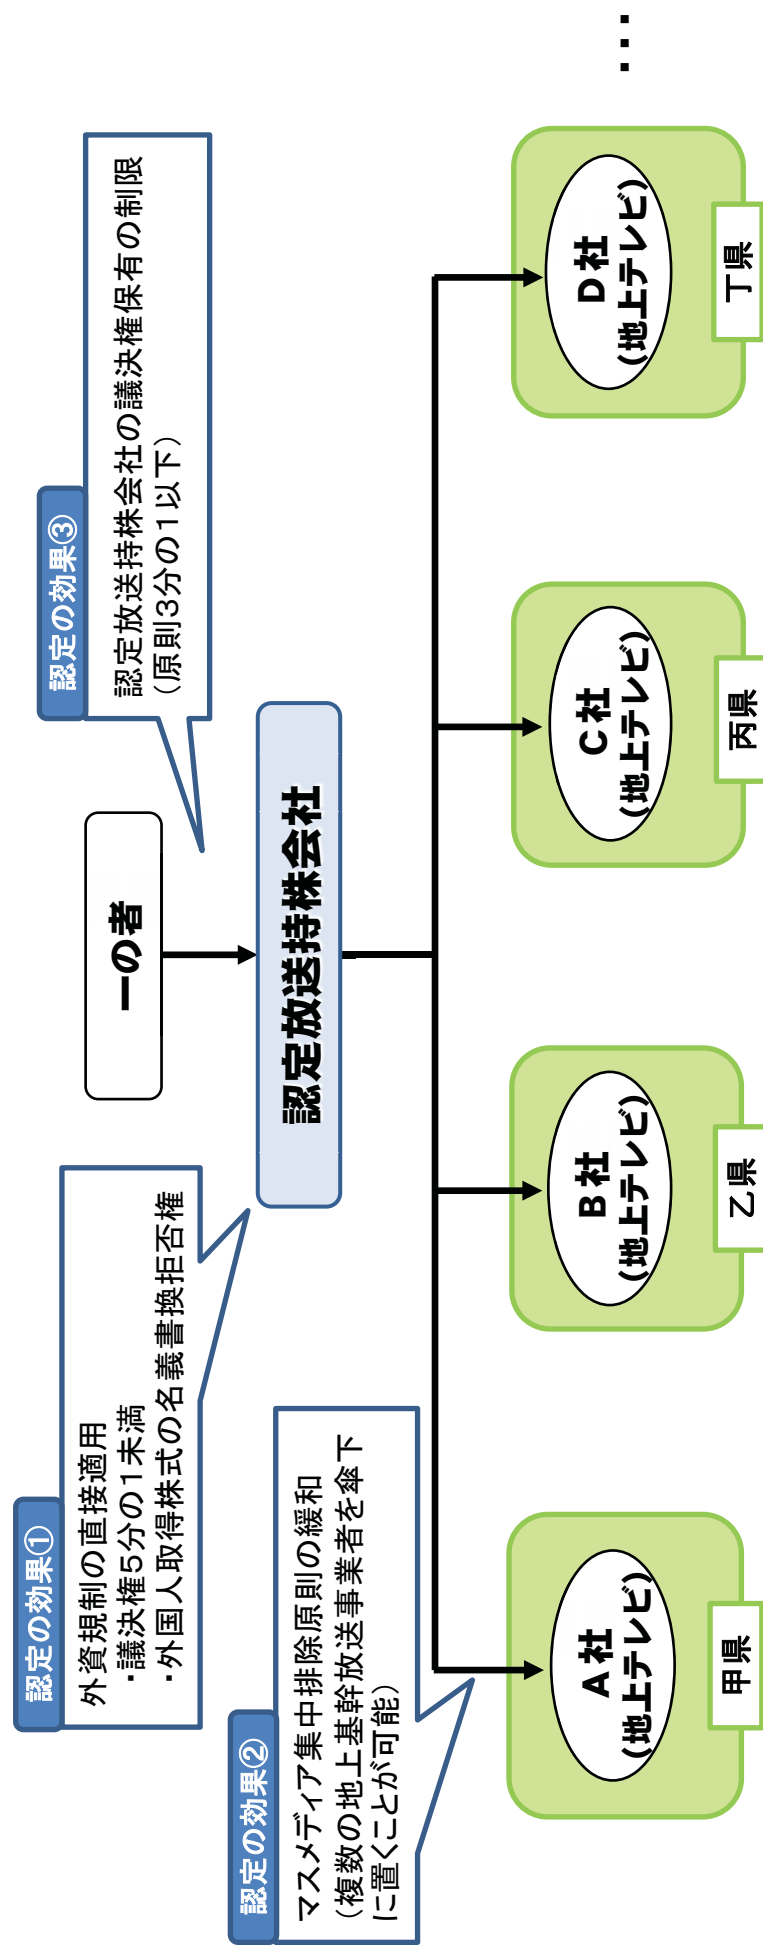 認定の効果①
外資規制の直接適用
・議決権5分の1未満
・外国人取得株式の名義書換拒否権
一の者
認定の効果③
認定放送持株会社の議決権保有の制限
（原則3分の1以下）
認定放送持株会社
認定の効果②
マスメディア集中排除原則の緩和
（複数の地上基幹放送事業者を傘下
に置くことが可能）
A社
(地上テレビ)
甲県
B社
(地上テレビ)
乙県
C社
(地上テレビ)
丙県
D社
(地上テレビ)
丁県
・・・